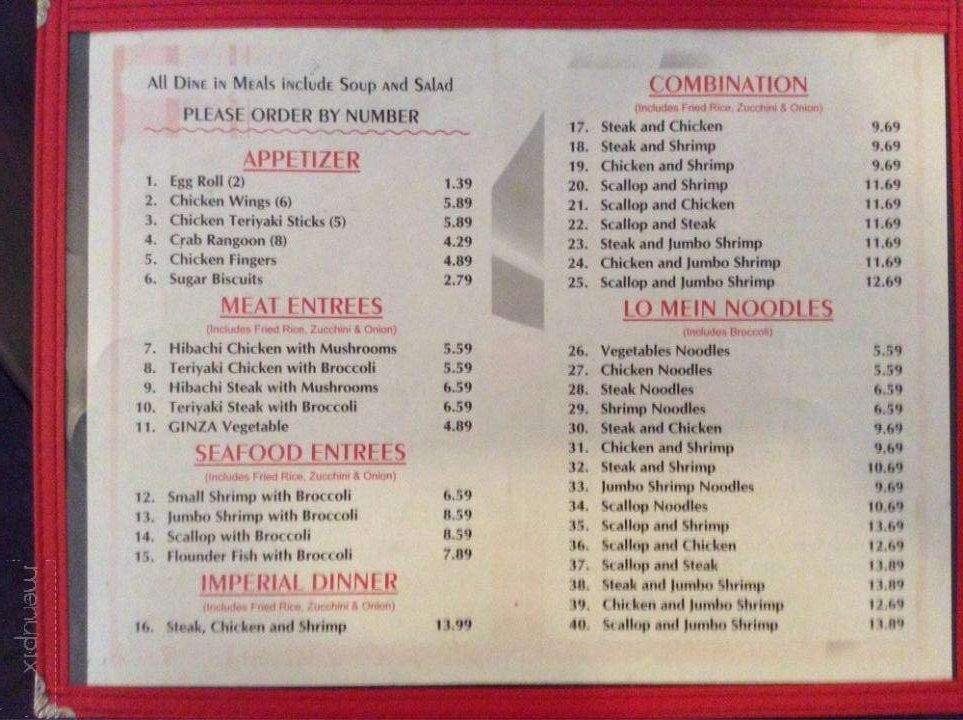 All Dine in Meals include Soup and Salad
PLEASE ORDER BY NUMBER
APPETIZER
1. Egg Roll (2) 1.39
2. Chicken Wings (6) 5.89
3. Chicken Teriyaki Sticks (5) 5.89
4. Crab Rangoon (8) 4.29
5. Chicken Fingers 4.89
6. Sugar Biscuits 2.79
MEAT ENTREES
(Includes Fried Rice, Zucchini & Onion)
7. Hibachi Chicken with Mushrooms 5.59
8. Teriyaki Chicken with Broccoli 5.59
9. Hibachi Steak with Mushrooms 6.59
10. Teriyaki Steak with Broccoli 6.59
11. GINZA Vegetable 4.89
SEAFOOD ENTREES
(Includes Fried Rice, Zucchini & Onion)
12. Small Shrimp with Broccoli 6.59
13. Jumbo Shrimp with Broccoli 8.59
14. Scallop with Broccoli 8.59
15. Flounder Fish with Broccoli 7.89
IMPERIAL DINNER
(Includes Fried Rice, Zucchini & Onion)
16. Steak, Chicken and Shrimp 13.99
COMBINATION
(Includes Fried Rice, Zucchini & Onion)
17. Steak and Chicken 9.69
18. Steak and Shrimp 9.69
19. Chicken and Shrimp 9.69
20. Scallop and Shrimp 11.69
21. Scallop and Chicken 11.69
22. Scallop and Steak 11.69
23. Steak and Jumbo Shrimp 11.69
24. Chicken and Jumbo Shrimp 11.69
25. Scallop and Jumbo Shrimp 12.69
LO MEIN NOODLES
(Includes Broccoli)
26. Vegetables Noodles 5.59
27. Chicken Noodles 5.59
28. Steak Noodles 6.59
29. Shrimp Noodles 6.59
30. Steak and Chicken 9.69
31. Chicken and Shrimp 9.69
32. Steak and Shrimp 10.69
33. Jumbo Shrimp Noodles 9.69
34. Scallop Noodles 10.69
35. Scallop and Shrimp 13.69
36. Scallop and Chicken 12.69
37. Scallop and Steak 13.89
38. Steak and Jumbo Shrimp 13.89
39. Chicken and Jumbo Shrimp 12.69
40. Scallop and Jumbo Shrimp 13.89
menupix